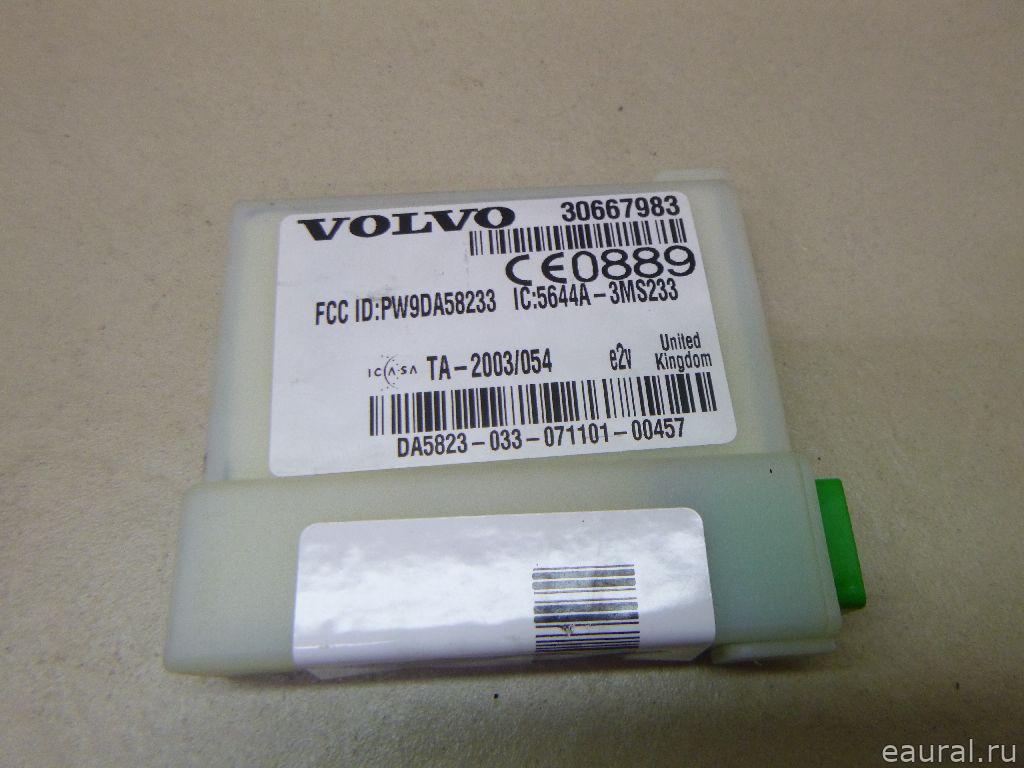 VOLVO 30667983
CE0889
FCC ID:PW9DA58233 IC:5644A-3MS233
ICASA TA-2003/054 e2v United Kingdom
DA5823-033-071101-00457
eaural.ru